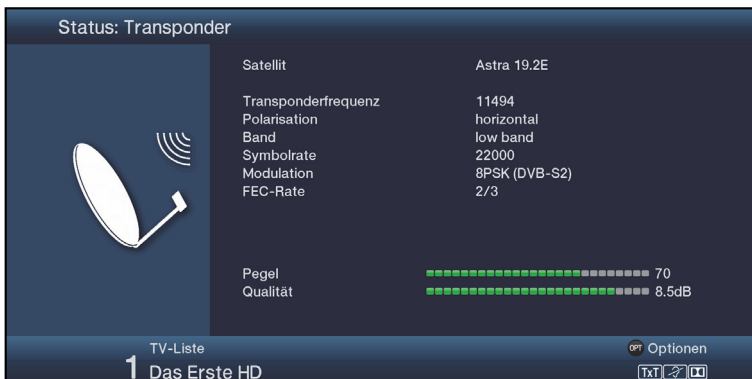 Status: Transponder
Satellit Astra 19.2E
Transponderfrequenz 11494
Polarisation horizontal
Band low band
Symbolrate 22000
Modulation 8PSK (DVB-S2)
FEC-Rate 2/3
Pegel 70
Qualität 8.5dB
TV-Liste OPT Optionen
1 Das Erste HD TXT